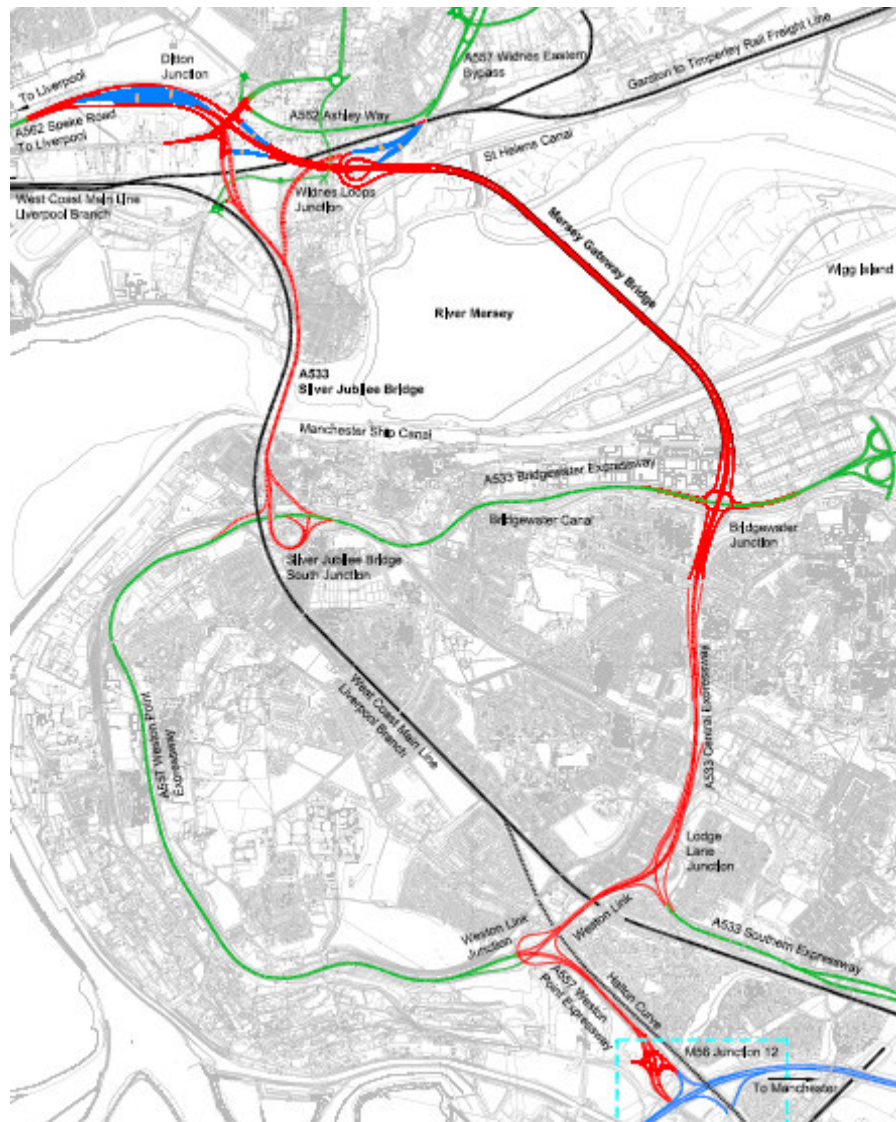 Ditton
Junction
A557 Widnes Eastern
Bypass
Garston to Timperley Rail Freight Line
To Liverpool
A562 Speke Road
To Liverpool
A562 Ashley Way
St Helens Canal
West Coast Main Line
Liverpool Branch
Widnes Loops
Junction
Mersey Gateway Bridge
Wigg Island
River Mersey
A533
Silver Jubilee Bridge
Manchester Ship Canal
A533 Bridgewater Expressway
Bridgewater Canal
Bridgewater
Junction
Silver Jubilee Bridge
South Junction
West Coast Main Line
Liverpool Branch
A557 Weston Point
Expressway
A533 Central Expressway
Lodge
Lane
Junction
Weston Link
Junction
Weston Link
A533 Southern Expressway
A557 Weston
Point Expressway
Halton Curve
M56 Junction 12
To Manchester